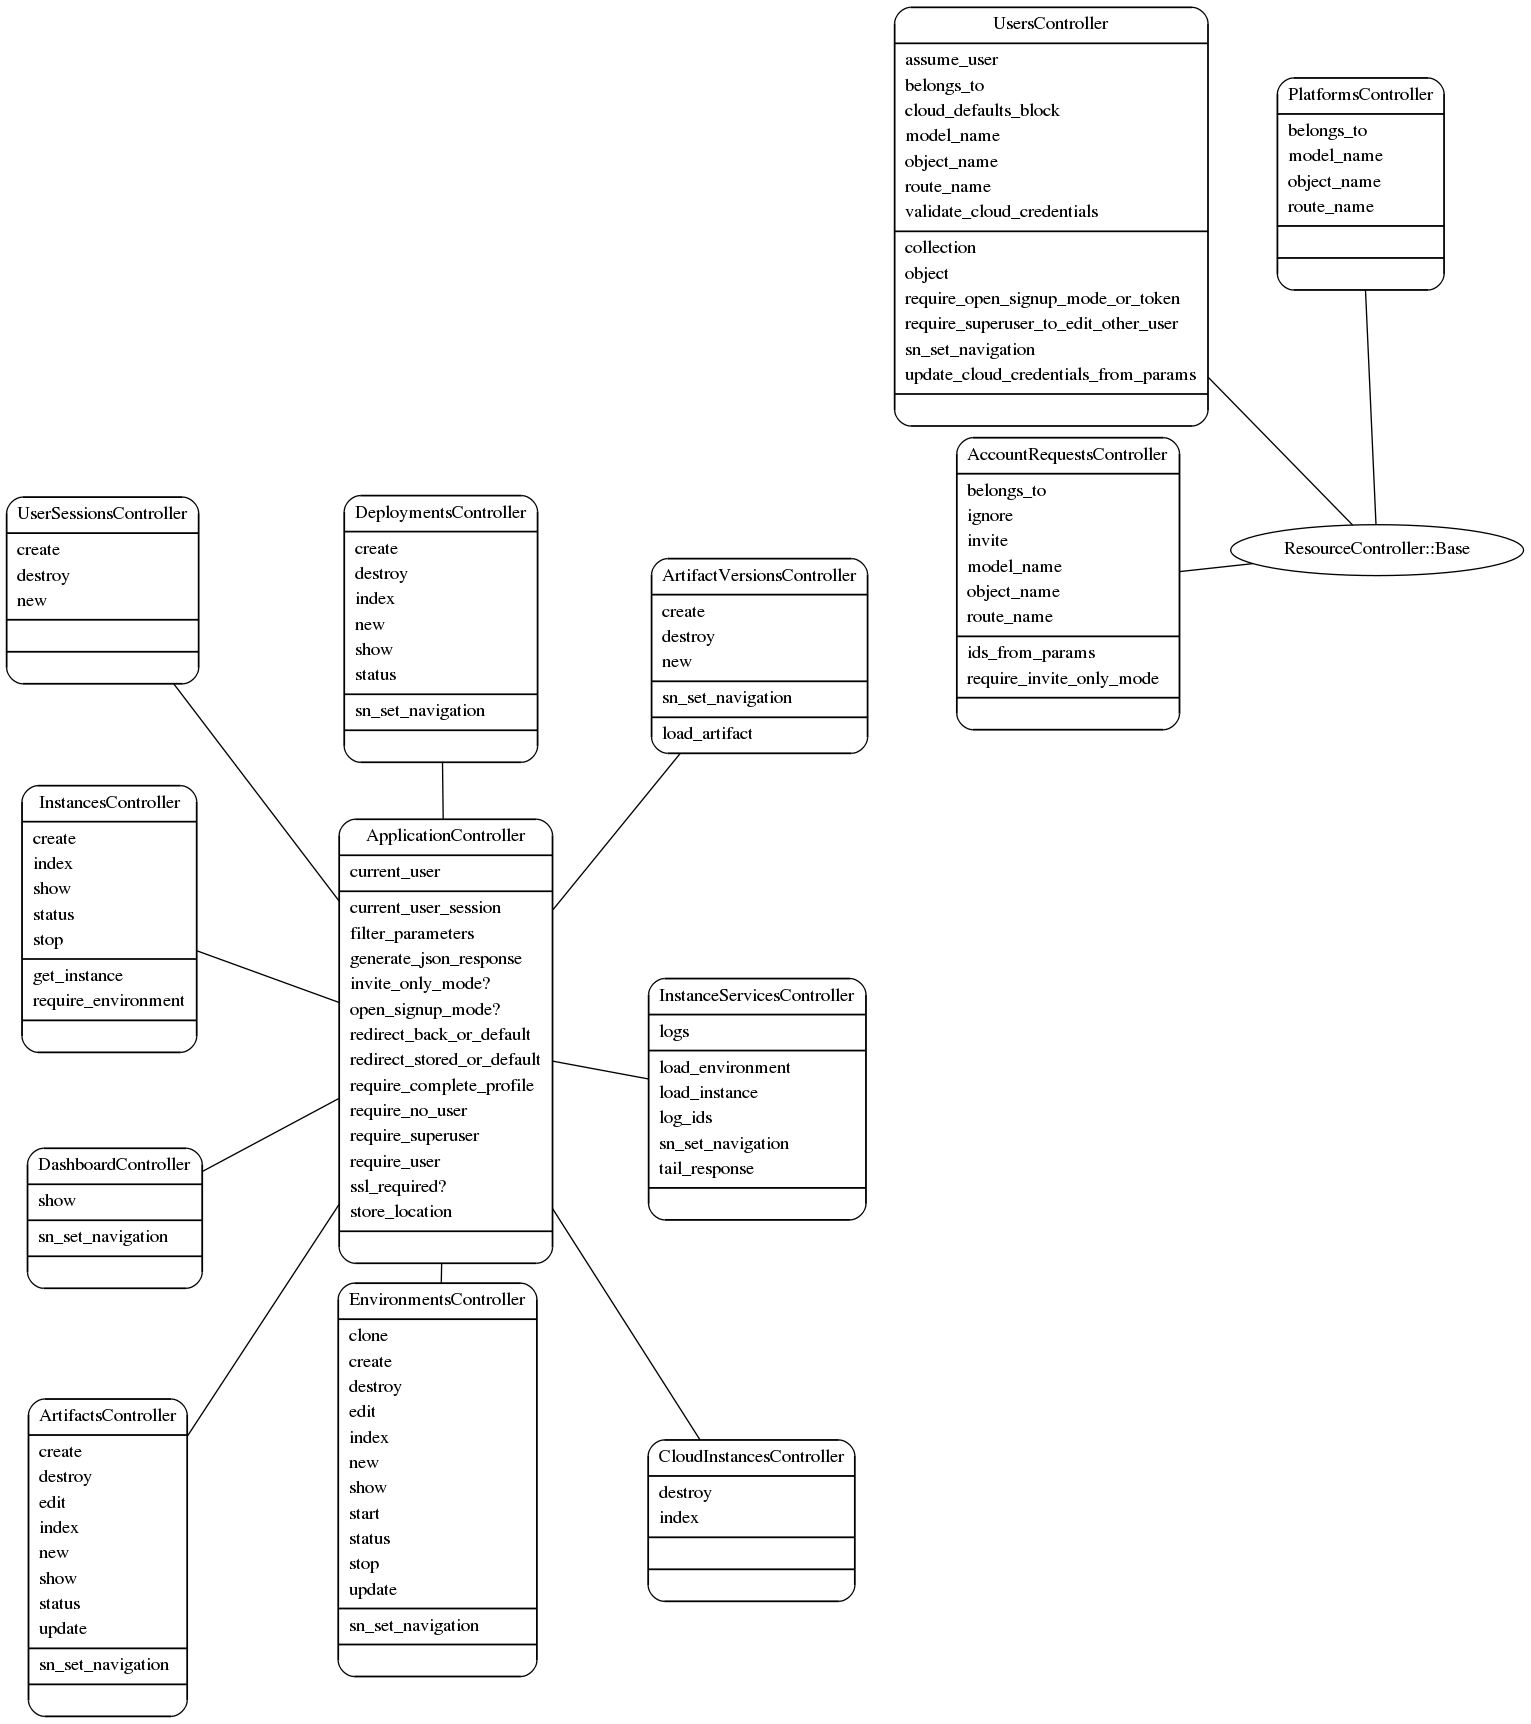 UsersController
assume_user
belongs_to
cloud_defaults_block
model_name
object_name
route_name
validate_cloud_credentials
collection
object
require_open_signup_mode_or_token
require_superuser_to_edit_other_user
sn_set_navigation
update_cloud_credentials_from_params
PlatformsController
belongs_to
model_name
object_name
route_name
AccountRequestsController
belongs_to
ignore
invite
model_name
object_name
route_name
ids_from_params
require_invite_only_mode
ResourceController::Base
UserSessionsController
create
destroy
new
DeploymentsController
create
destroy
index
new
show
status
sn_set_navigation
ArtifactVersionsController
create
destroy
new
sn_set_navigation
load_artifact
InstancesController
create
index
show
status
stop
get_instance
require_environment
ApplicationController
current_user
current_user_session
filter_parameters
generate_json_response
invite_only_mode?
open_signup_mode?
redirect_back_or_default
redirect_stored_or_default
require_complete_profile
require_no_user
require_superuser
require_user
ssl_required?
store_location
InstanceServicesController
logs
load_environment
load_instance
log_ids
sn_set_navigation
tail_response
DashboardController
show
sn_set_navigation
EnvironmentsController
clone
create
destroy
edit
index
new
show
start
status
stop
update
sn_set_navigation
ArtifactsController
create
destroy
edit
index
new
show
status
update
sn_set_navigation
CloudInstancesController
destroy
index